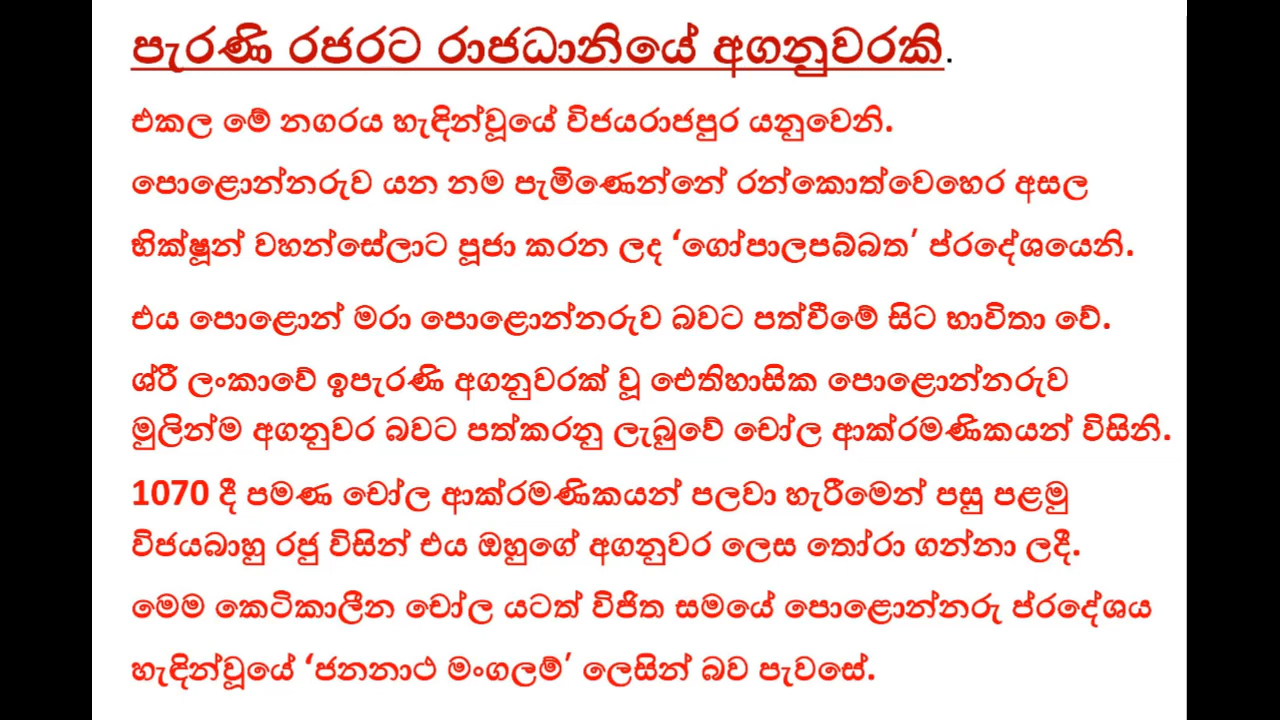 පැරණි රජරට රාජධානියේ අගනුවරකි.
එකල මේ නගරය හැඳින්වූයේ විජයරාජපුර යනුවෙනි.
පොළොන්නරුව යන නම පැමිණෙන්නේ රන්කොත්වෙහෙර අසල
භික්ෂූන් වහන්සේලාට පූජා කරන ලද ‘ගෝපාලපබ්බත’ ප්රදේශයෙනි.
එය පොළොන් මරා පොළොන්නරුව බවට පත්වීමේ සිට භාවිතා වේ.
ශ්රී ලංකාවේ ඉපැරණි අගනුවරක් වූ ඓතිහාසික පොළොන්නරුව
මුලින්ම අගනුවර බවට පත්කරනු ලැබුවේ චෝල ආක්රමණිකයන් විසිනි.
1070 දී පමණ චෝල ආක්රමණිකයන් පලවා හැරීමෙන් පසු පළමු
විජයබාහු රජු විසින් එය ඔහුගේ අගනුවර ලෙස තෝරා ගන්නා ලදී.
මෙම කෙටිකාලීන චෝල යටත් විජිත සමයේ පොළොන්නරු ප්රදේශය
හැඳින්වූයේ ‘ජනනාථ මංගලම්’ ලෙසින් බව පැවසේ.